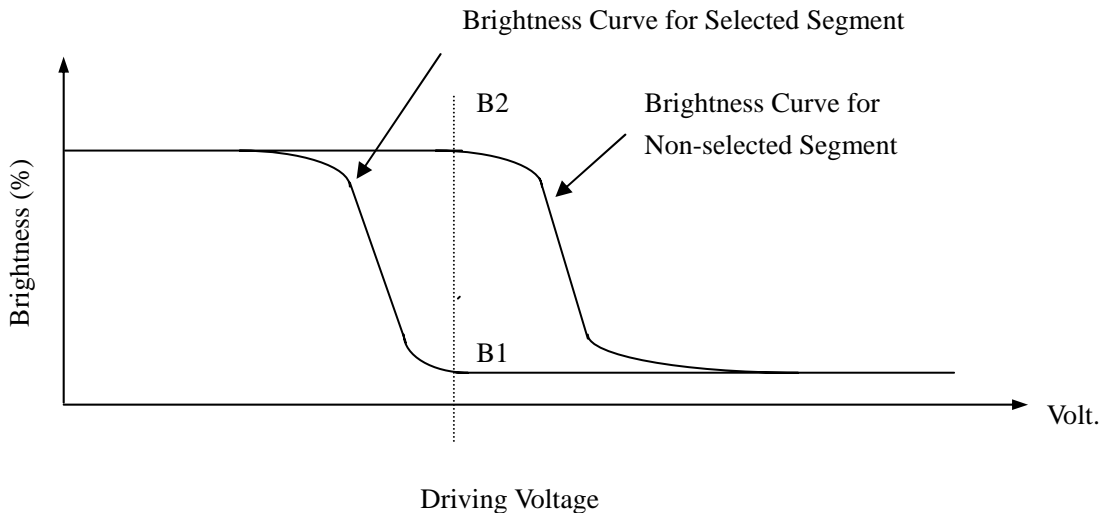 Brightness Curve for Selected Segment
B2
Brightness Curve for
Non-selected Segment
Brightness (%)
B1
Volt.
Driving Voltage